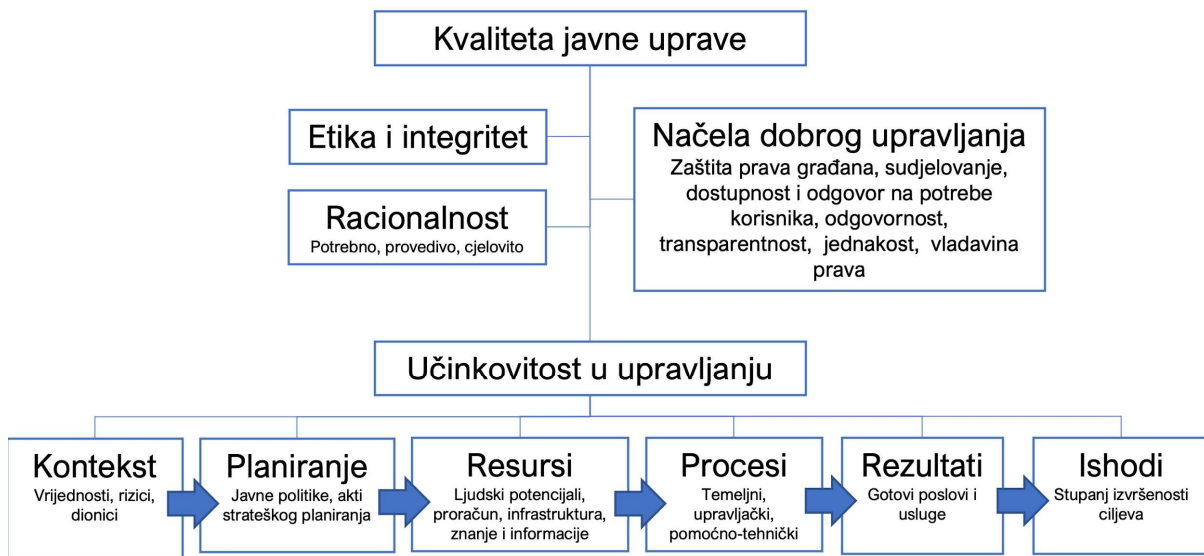 Kvaliteta javne uprave
Etika i integritet
Načela dobrog upravljanja
Zaštita prava građana, sudjelovanje,
dostupnost i odgovor na potrebe
korisnika, odgovornost,
transparentnost, jednakost, vladavina
prava
Racionalnost
Potrebno, provedivo, cjelovito
Učinkovitost u upravljanju
Kontekst
Vrijednosti, rizici,
dionici
Planiranje
Javne politike, akti
strateškog planiranja
Resursi
Ljudski potencijali,
proračun, infrastruktura,
znanje i informacije
Procesi
Temeljni,
upravljački,
pomoćno-tehnički
Rezultati
Gotovi poslovi i
usluge
Ishodi
Stupanj izvršenosti
ciljeva